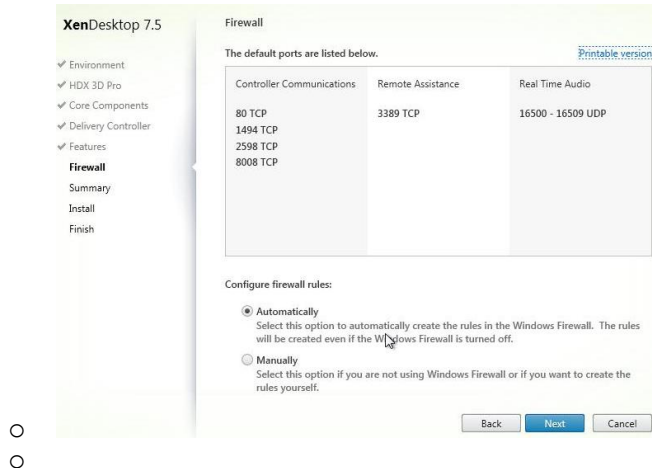 XenDesktop 7.5
Environment
HDX 3D Pro
Core Components
Delivery Controller
Features
Firewall
Summary
Install
Finish
Firewall
The default ports are listed below.
Printable version
Controller Communications
80 TCP
1494 TCP
2598 TCP
8008 TCP
Remote Assistance
3389 TCP
Real Time Audio
16500 - 16509 UDP
Configure firewall rules:
Automatically
Select this option to automatically create the rules in the Windows Firewall. The rules
will be created even if the Windows Firewall is turned off.
Manually
Select this option if you are not using Windows Firewall or if you want to create the
rules yourself.
Back
Next
Cancel